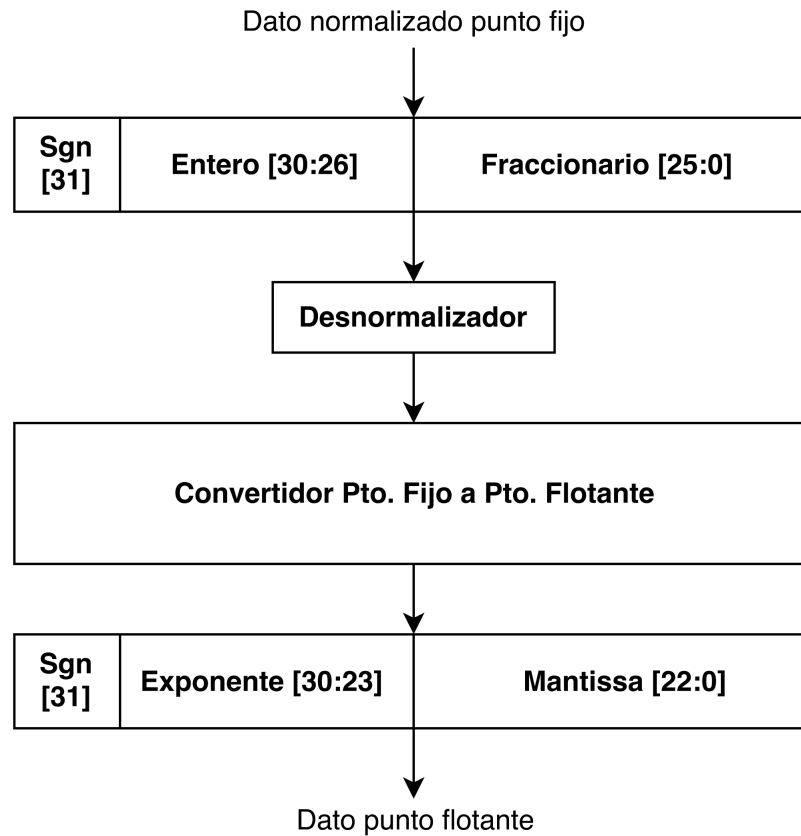 Dato normalizado punto fijo
Sgn
[31]
Entero [30:26]
Fraccionario [25:0]
Desnormalizador
Convertidor Pto. Fijo a Pto. Flotante
Sgn
[31]
Exponente [30:23]
Mantissa [22:0]
Dato punto flotante